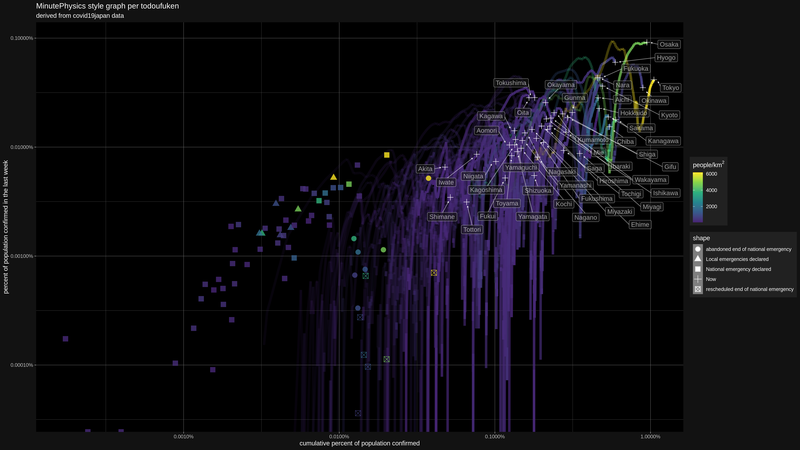 MinutePhysics style graph per todoufuken
derived from covid19japan data
percent of population confirmed in the last week
0.10000%
0.01000%
0.00100%
0.00010%
0.0010%
0.0100%
0.1000%
1.0000%
cumulative percent of population confirmed
Osaka
Hyogo
Fukuoka
Tokushima
Okayama
Nara
Tokyo
Gunma
Aichi
Okinawa
Kagawa
Oita
Hokkaido
Kyoto
Aomori
Saitama
Kumamoto
Chiba
Kanagawa
Mie
Shiga
Akita
Yamaguchi
Saga
Ibaraki
Gifu
Nagasaki
Iwate
Niigata
Hiroshima
Wakayama
Kagoshima
Shizuoka
Yamanashi
Tochigi
Ishikawa
Toyama
Kochi
Fukushima
Miyagi
Shimane
Fukui
Yamagata
Nagano
Miyazaki
Tottori
Ehime
people/km²
6000
4000
2000
shape
abandoned end of national emergency
Local emergencies declared
National emergency declared
Now
rescheduled end of national emergency